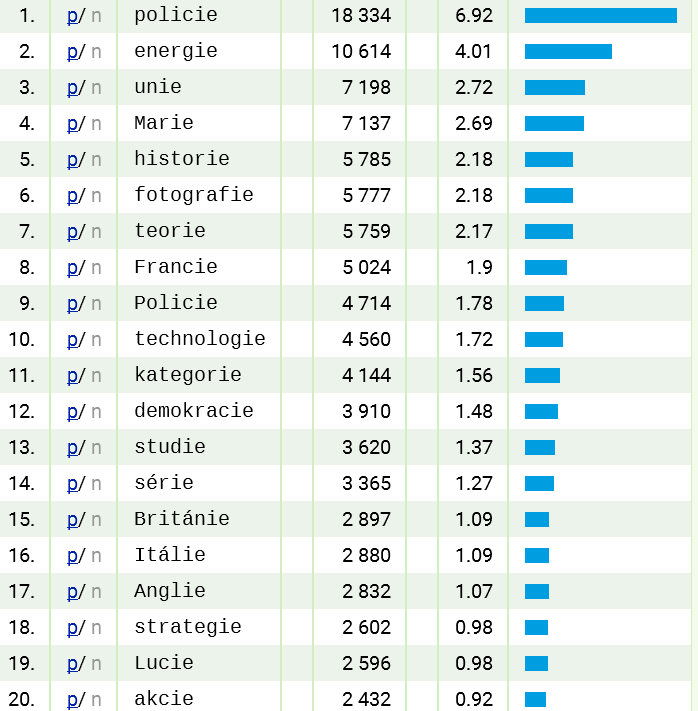 1. p/ n policie 18 334 6.92
2. p/ n energie 10 614 4.01
3. p/ n unie 7 198 2.72
4. p/ n Marie 7 137 2.69
5. p/ n historie 5 785 2.18
6. p/ n fotografie 5 777 2.18
7. p/ n teorie 5 759 2.17
8. p/ n Francie 5 024 1.9
9. p/ n Policie 4 714 1.78
10. p/ n technologie 4 560 1.72
11. p/ n kategorie 4 144 1.56
12. p/ n demokracie 3 910 1.48
13. p/ n studie 3 620 1.37
14. p/ n série 3 365 1.27
15. p/ n Británie 2 897 1.09
16. p/ n Itálie 2 880 1.09
17. p/ n Anglie 2 832 1.07
18. p/ n strategie 2 602 0.98
19. p/ n Lucie 2 596 0.98
20. p/ n akcie 2 432 0.92